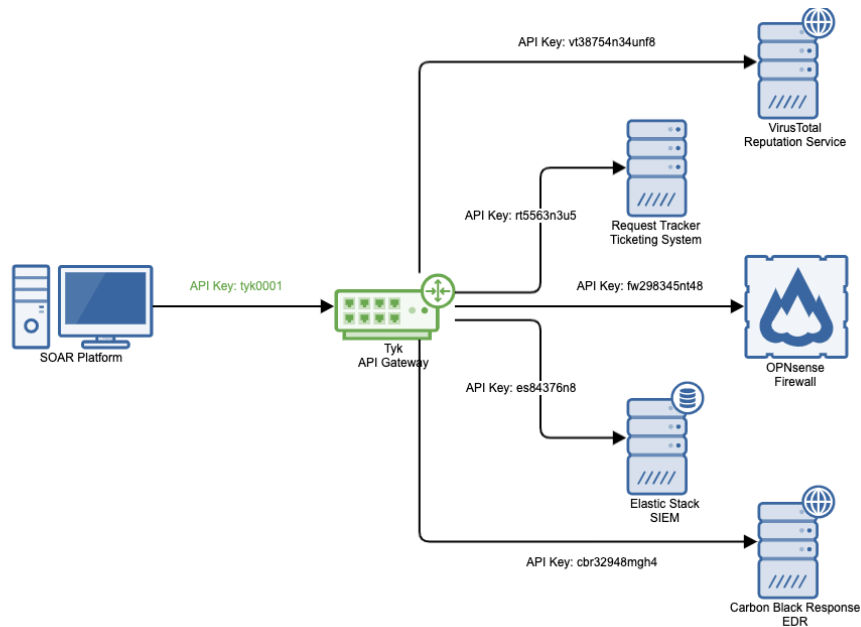 API Key: vt38754n34unf8
VirusTotal
Reputation Service
API Key: rt5563n3u5
Request Tracker
Ticketing System
API Key: tyk0001
API Key: fw298345nt48
SOAR Platform
Tyk
API Gateway
OPNsense
Firewall
API Key: es84376n8
Elastic Stack
SIEM
API Key: cbr32948mgh4
Carbon Black Response
EDR